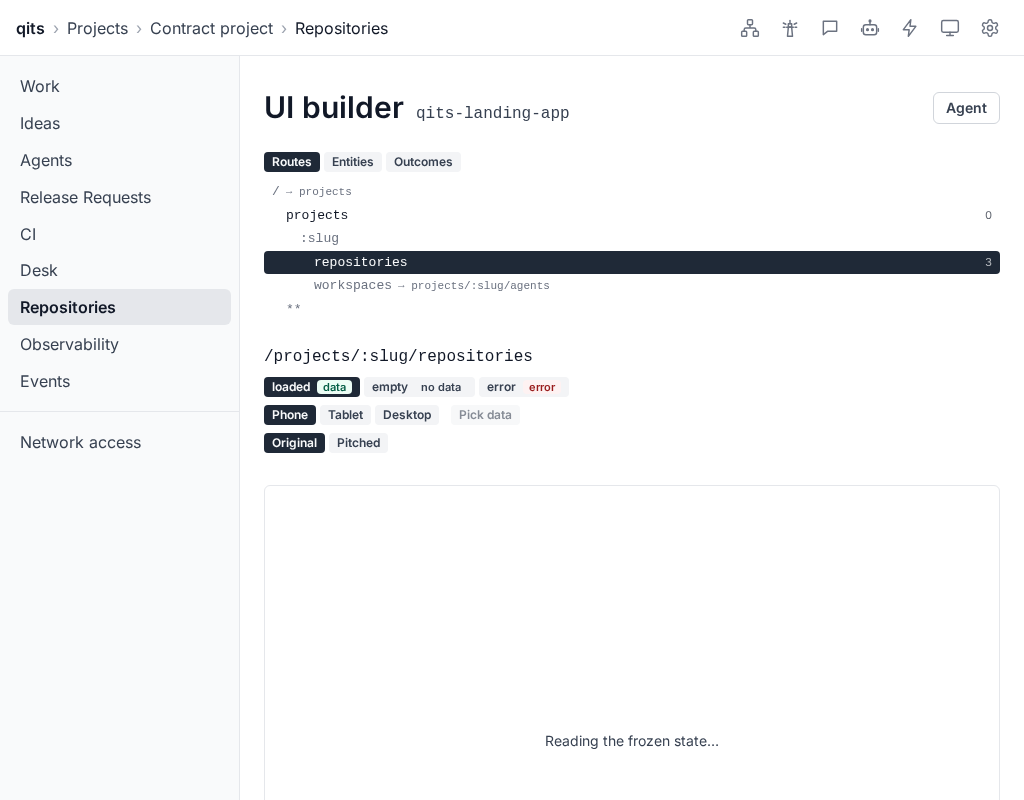 qits › Projects › Contract project › Repositories
Work
Ideas
Agents
Release Requests
CI
Desk
Repositories
Observability
Events
Network access
UI builder qits-landing-app
Agent
Routes Entities Outcomes
/ → projects
projects 0
:slug
repositories 3
workspaces → projects/:slug/agents
**
/projects/:slug/repositories
loaded data empty no data error error
Phone Tablet Desktop Pick data
Original Pitched
Reading the frozen state…